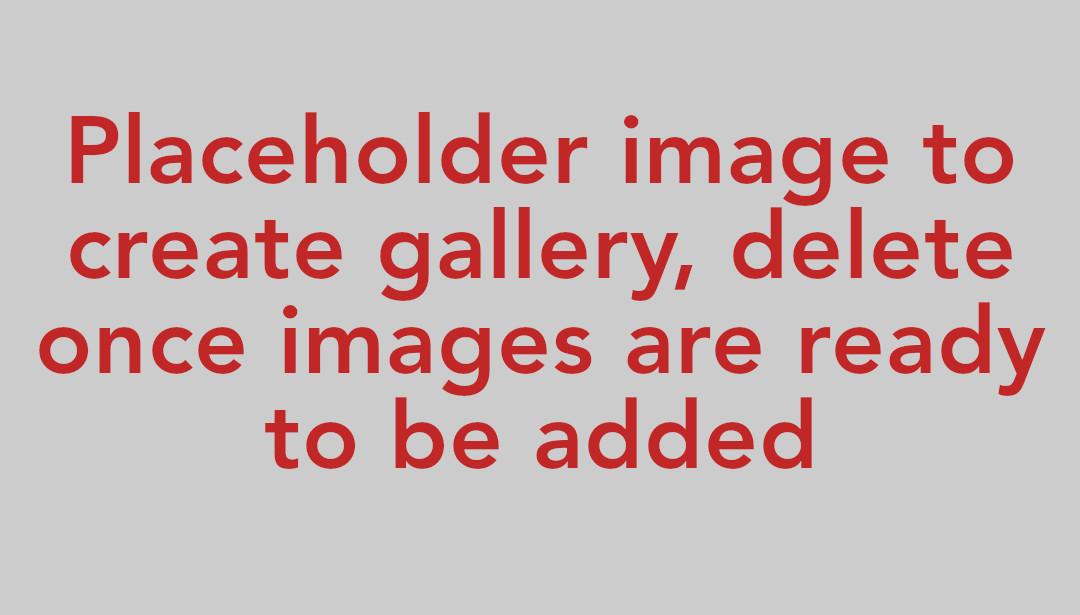 Placeholder image to
create gallery, delete
once images are ready
to be added